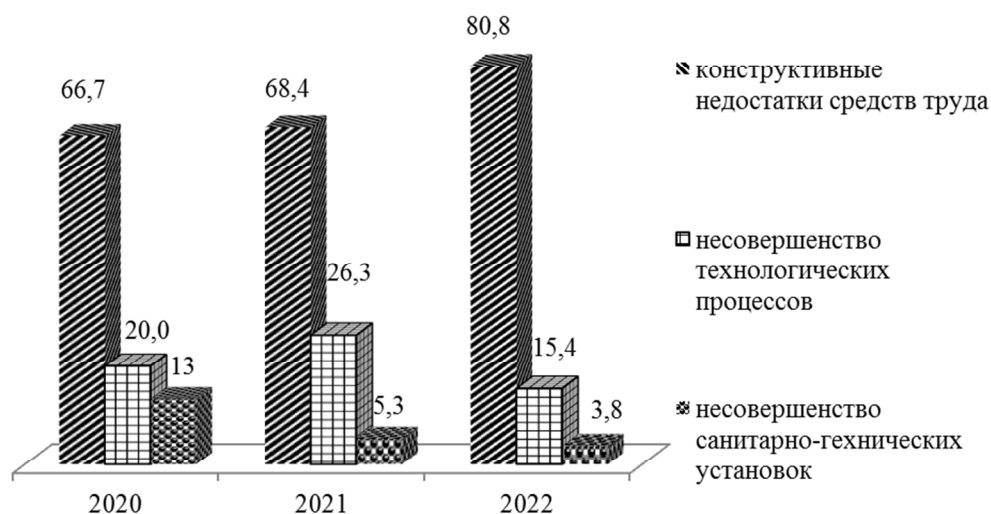 80,8
66,7
68,4
26,3
20,0
13
15,4
5,3
3,8
2020
2021
2022
конструктивные
недостатки средств труда
несовершенство
технологических
процессов
несовершенство
санитарно-гехнических
установок